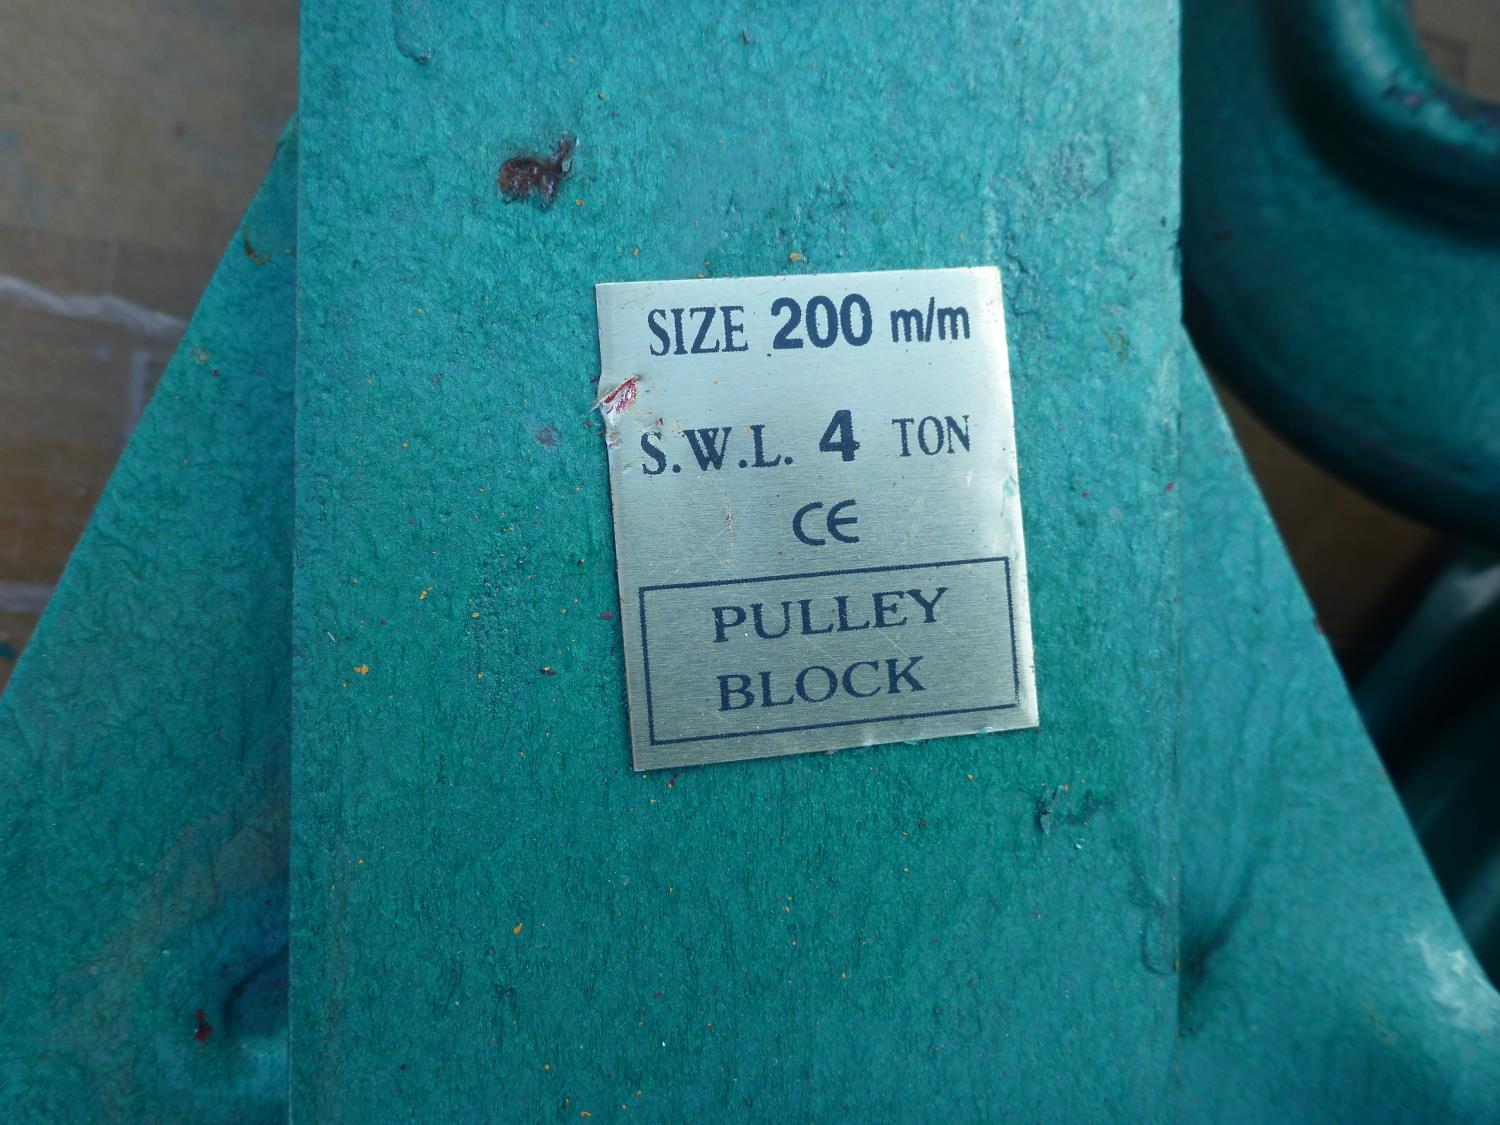 SIZE 200 m/m
S.W.L. 4 TON
CE
PULLEY
BLOCK